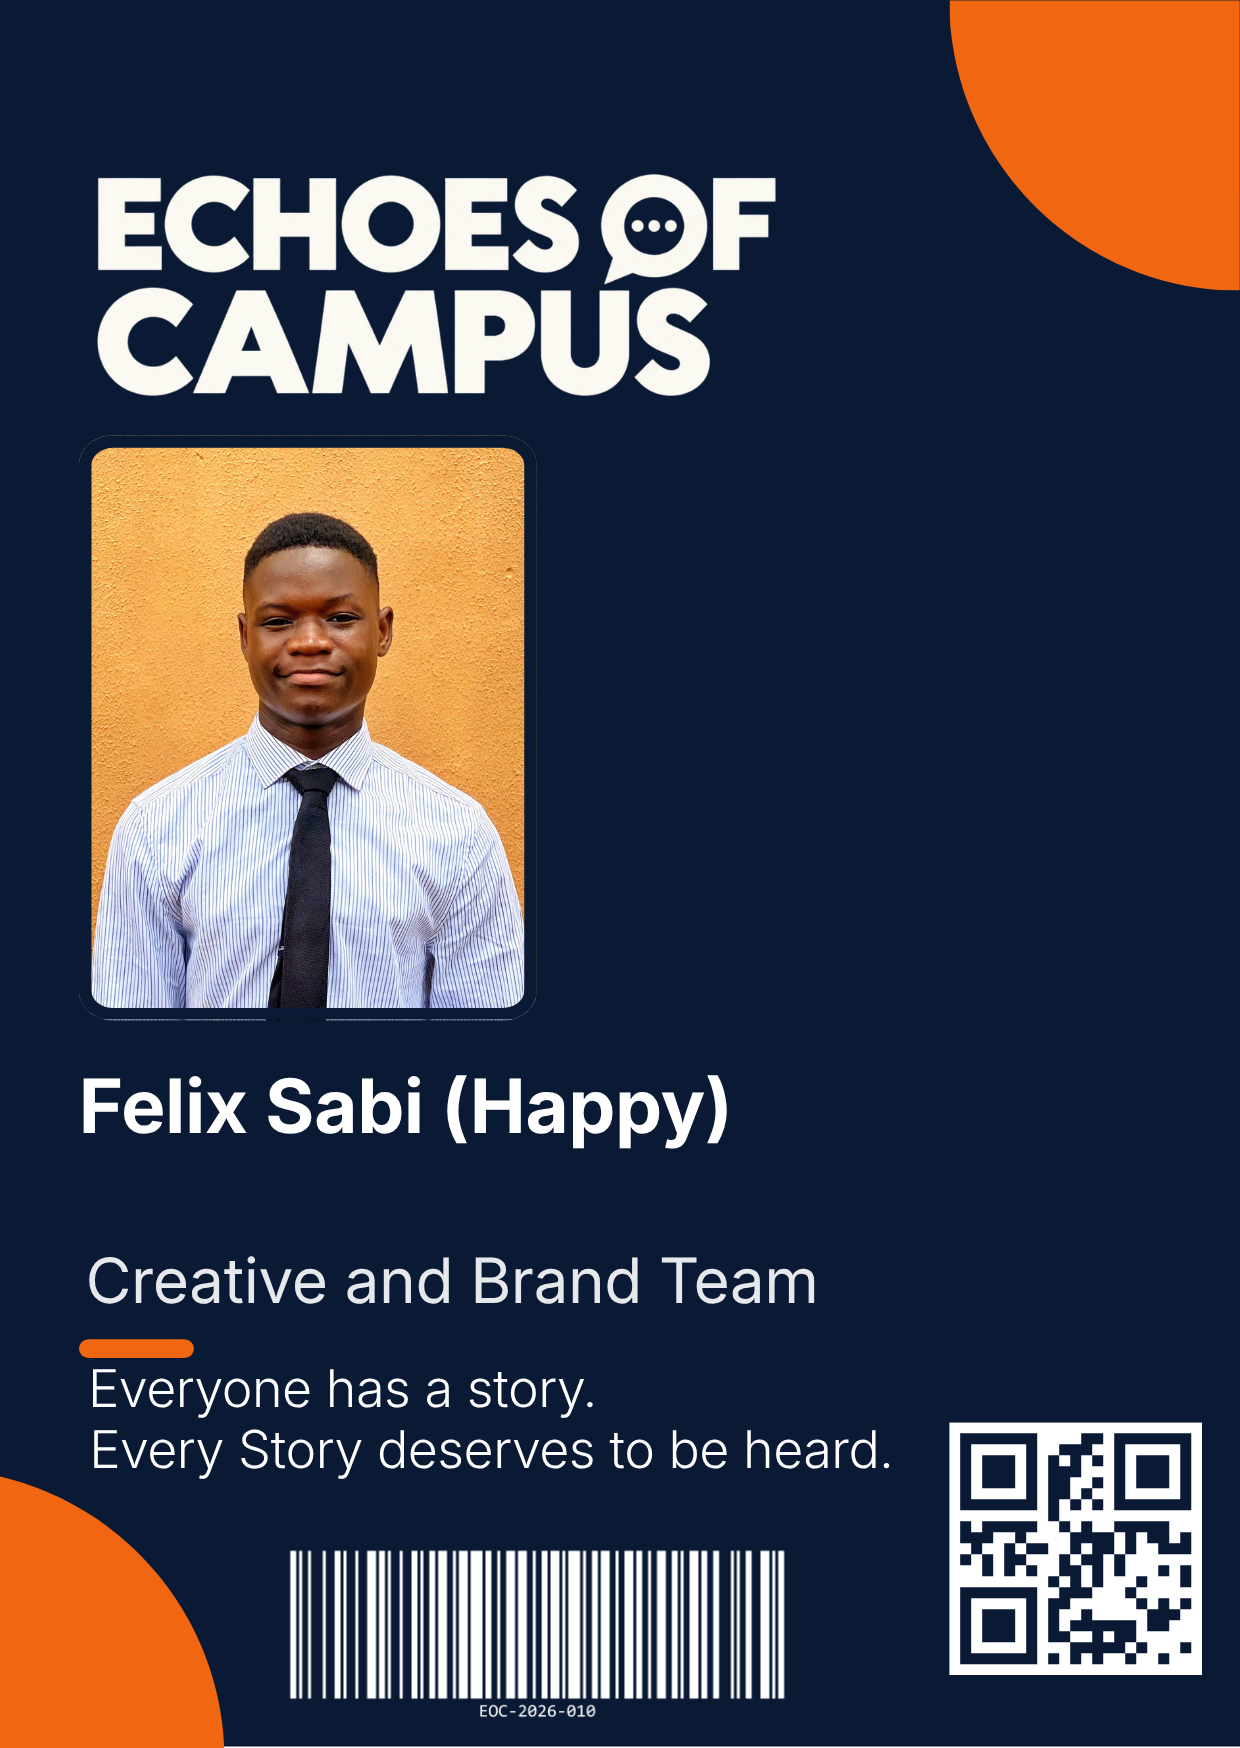 ECHOES OF
CAMPUS
Felix Sabi (Happy)
Creative and Brand Team
Everyone has a story.
Every Story deserves to be heard.
EOC-2026-010